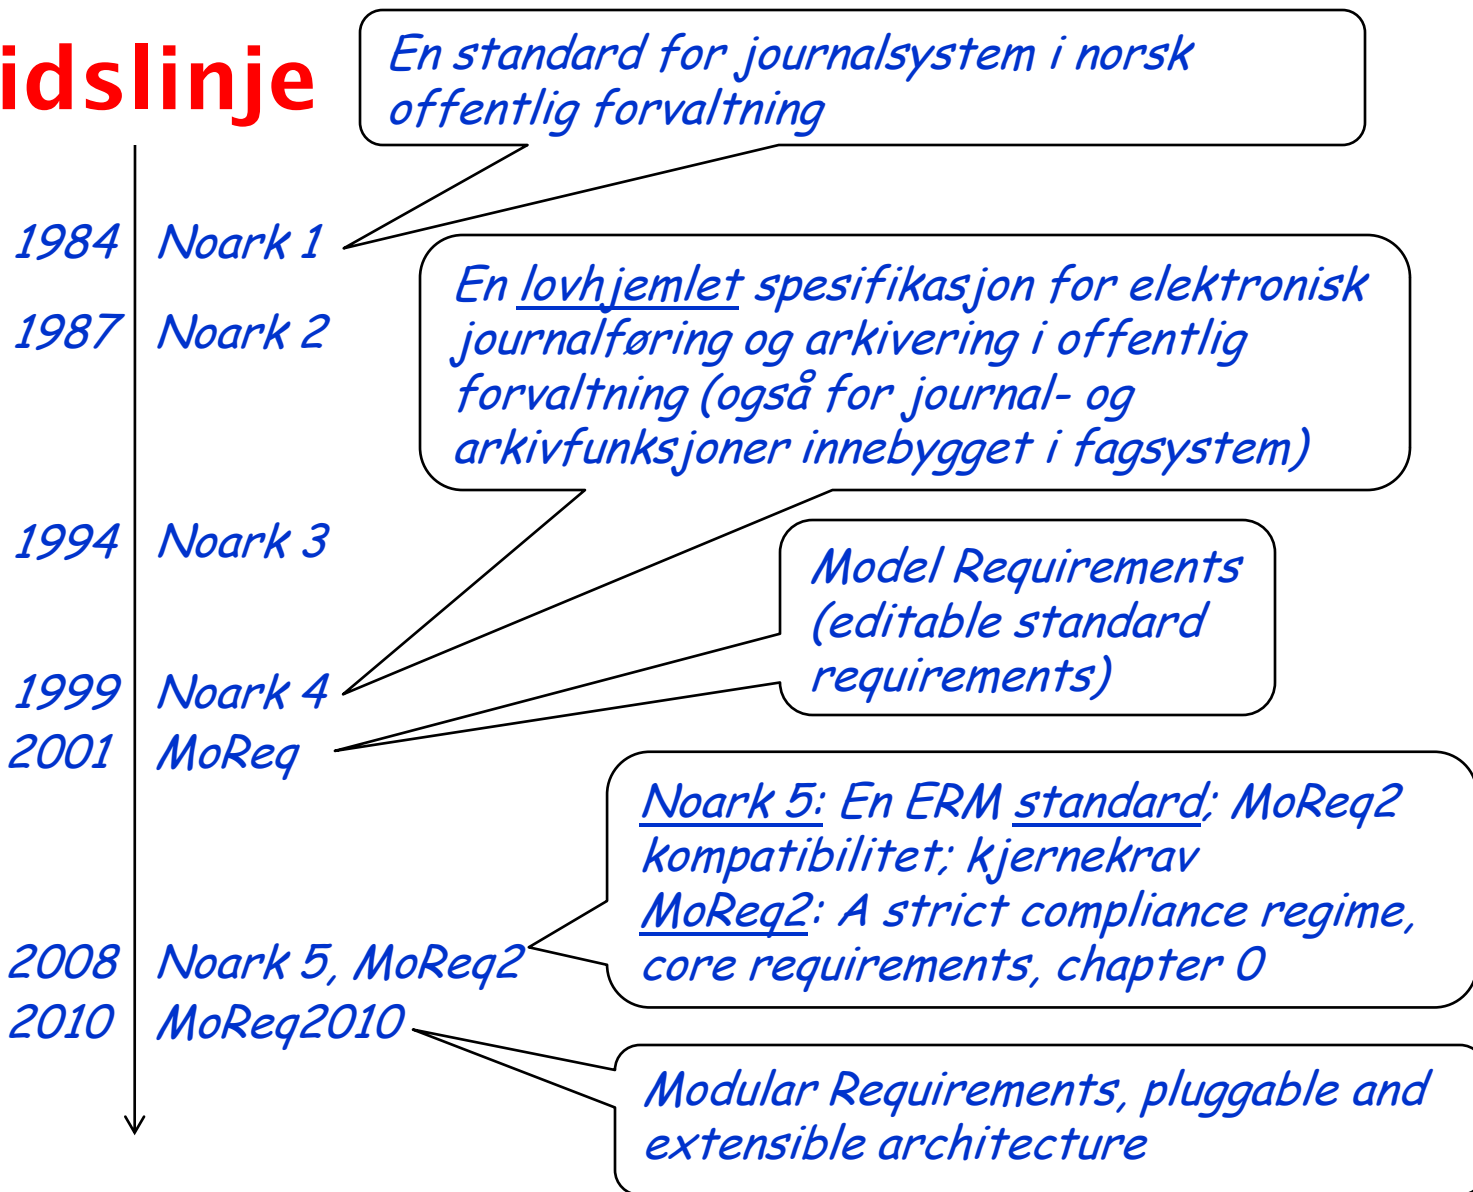 idslinje
En standard for journalsystem i norsk
offentlig forvaltning
1984 Noark 1
En lovhjemlet spesifikasjon for elektronisk
journalføring og arkivering i offentlig
forvaltning (også for journal- og
arkivfunksjoner innebygget i fagsystem)
1987 Noark 2
1994 Noark 3
Model Requirements
(editable standard
requirements)
1999 Noark 4
2001 MoReq
Noark 5: En ERM standard; MoReq2
kompatibilitet; kjernekrav
MoReq2: A strict compliance regime,
core requirements, chapter 0
2008 Noark 5, MoReq2
2010 MoReq2010
Modular Requirements, pluggable and
extensible architecture